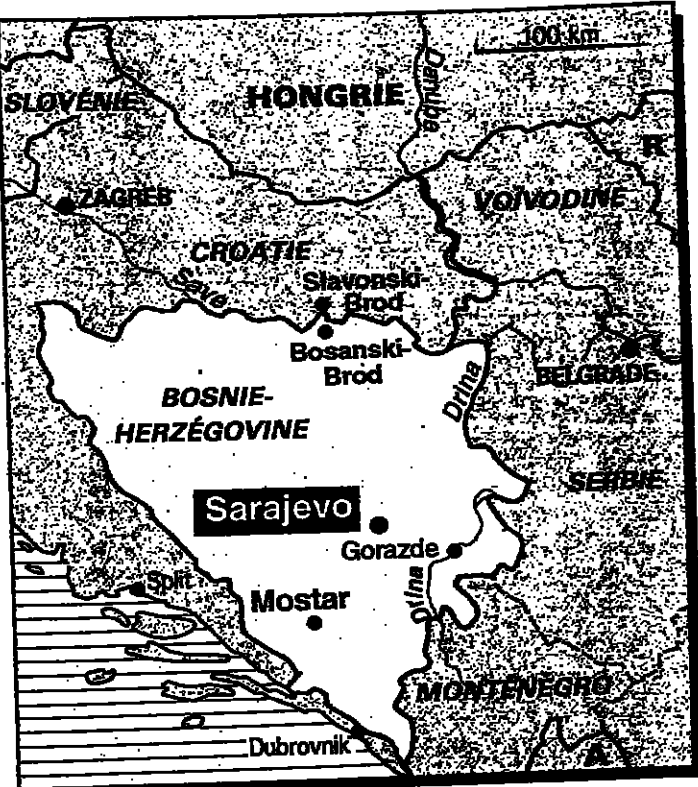 100 km
SLOVÉNIE
HONGRIE
Danube
R
ZAGREB
VOÏVODINE
CROATIE
Save
Slavonski-
Brod
Bosanski-
Brod
BELGRADE
Drina
BOSNIE-
HERZÉGOVINE
SERBIE
Sarajevo
Gorazde
Split
Drina
Mostar
MONTÉNÉGRO
Dubrovnik
A